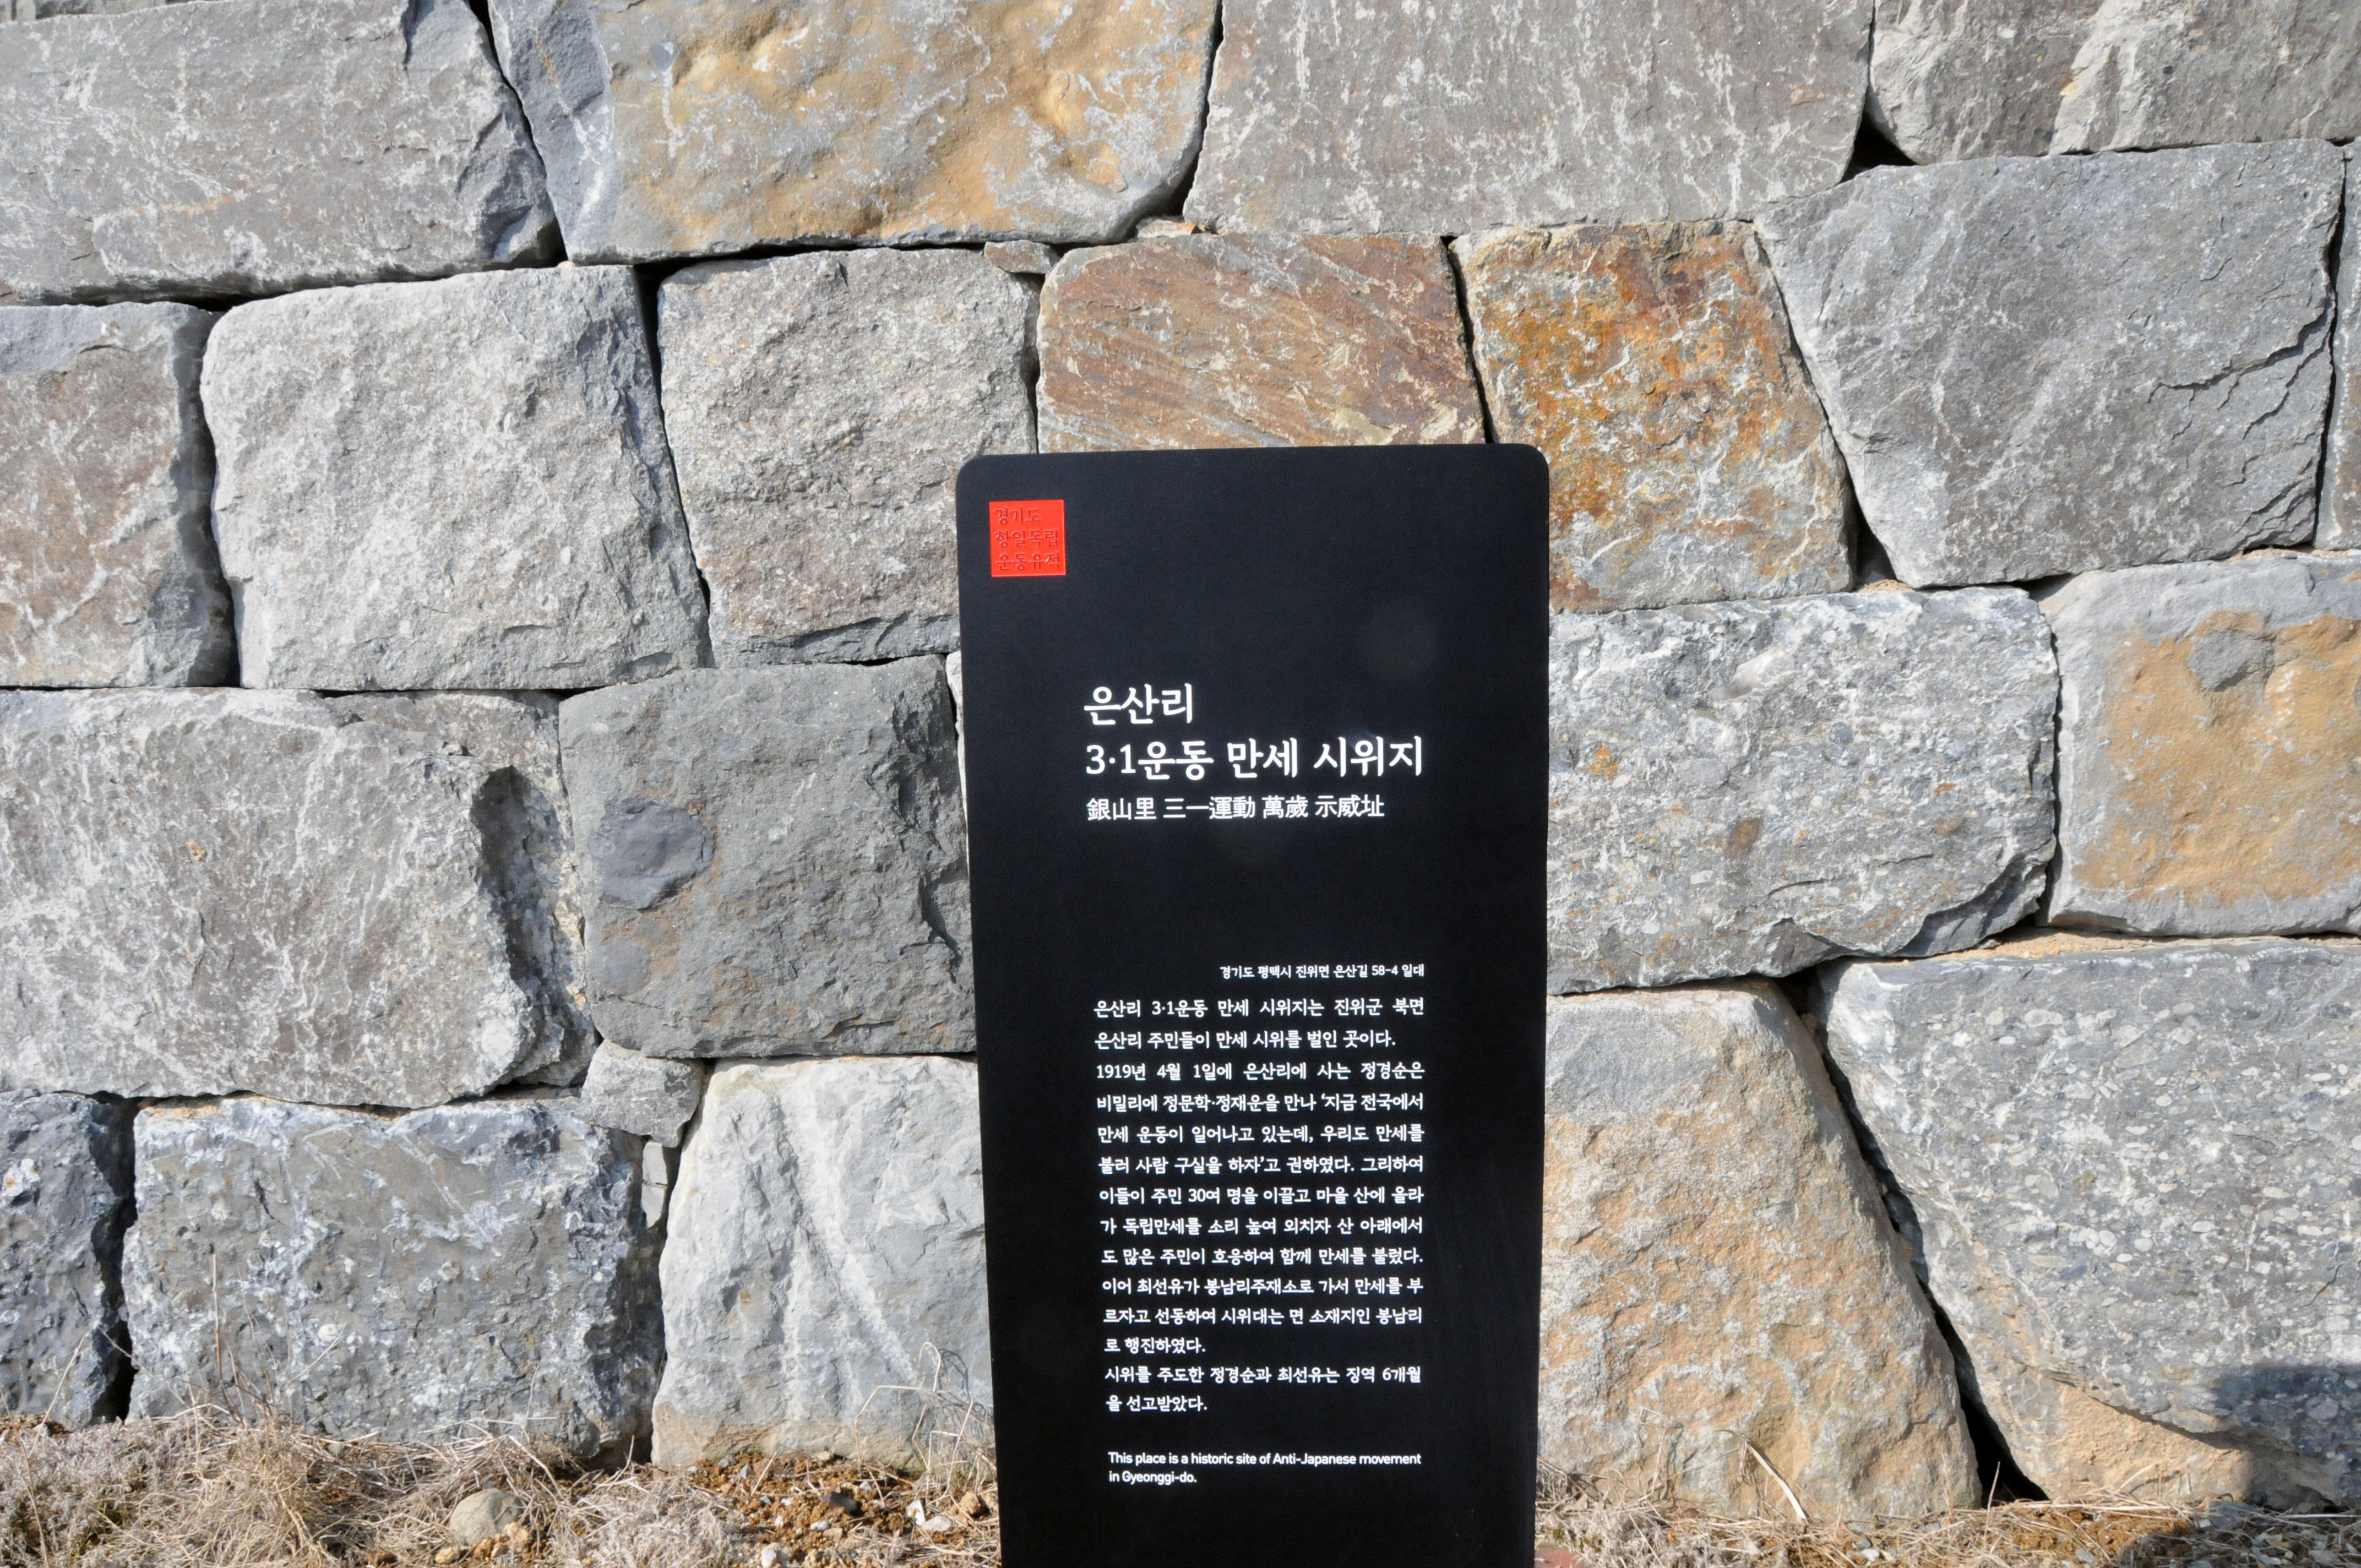 경기도
항일독립
운동유적
은산리
3·1운동 만세 시위지
銀山里 三一運動 萬歲 示威址
경기도 평택시 진위면 은산길 58-4 일대
은산리 3·1운동 만세 시위지는 진위군 북면
은산리 주민들이 만세 시위를 벌인 곳이다.
1919년 4월 1일에 은산리에 사는 정경순은
비밀리에 정문학·정재운을 만나 ‘지금 전국에서
만세 운동이 일어나고 있는데, 우리도 만세를
불러 사람 구실을 하자’고 권하였다. 그리하여
이들이 주민 30여 명을 이끌고 마을 산에 올라
가 독립만세를 소리 높여 외치자 산 아래에서
도 많은 주민이 호응하여 함께 만세를 불렀다.
이어 최선유가 봉남리주재소로 가서 만세를 부
르자고 선동하여 시위대는 면 소재지인 봉남리
로 행진하였다.
시위를 주도한 정경순과 최선유는 징역 6개월
을 선고받았다.
This place is a historic site of Anti-Japanese movement
in Gyeonggi-do.